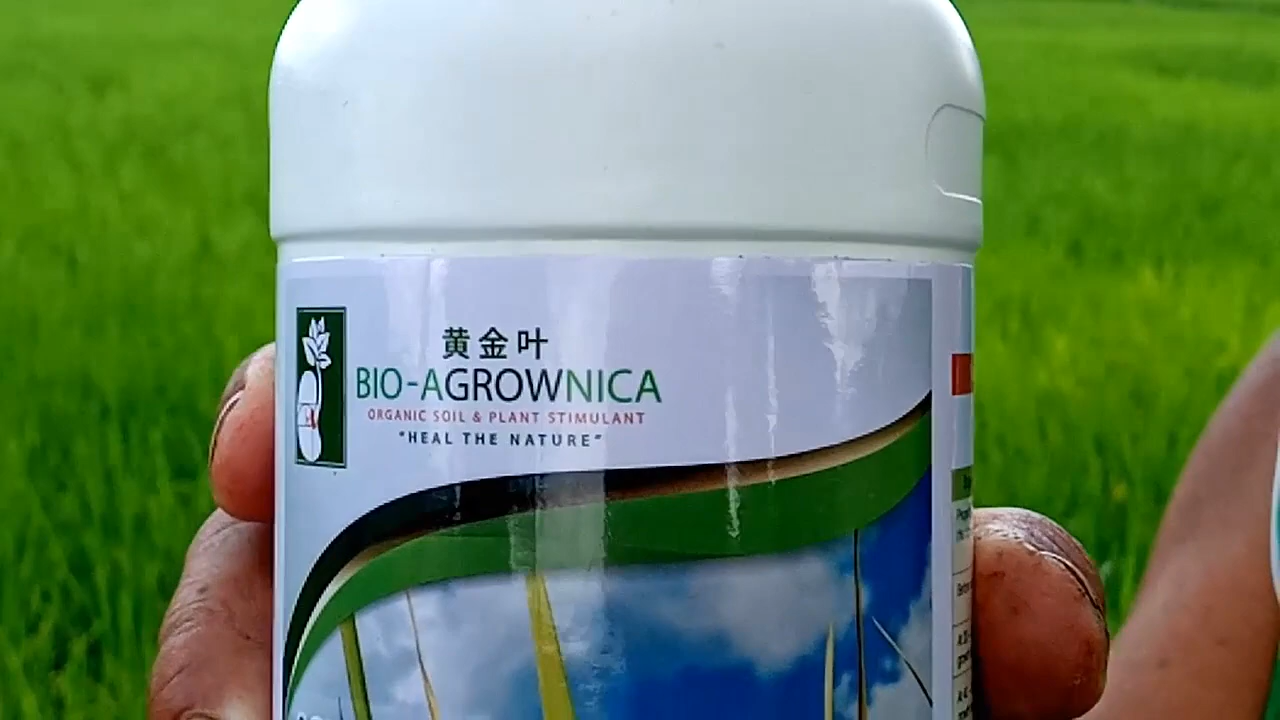 黄金叶
BIO-AGROWNICA
ORGANIC SOIL & PLANT STIMULANT
"HEAL THE NATURE"